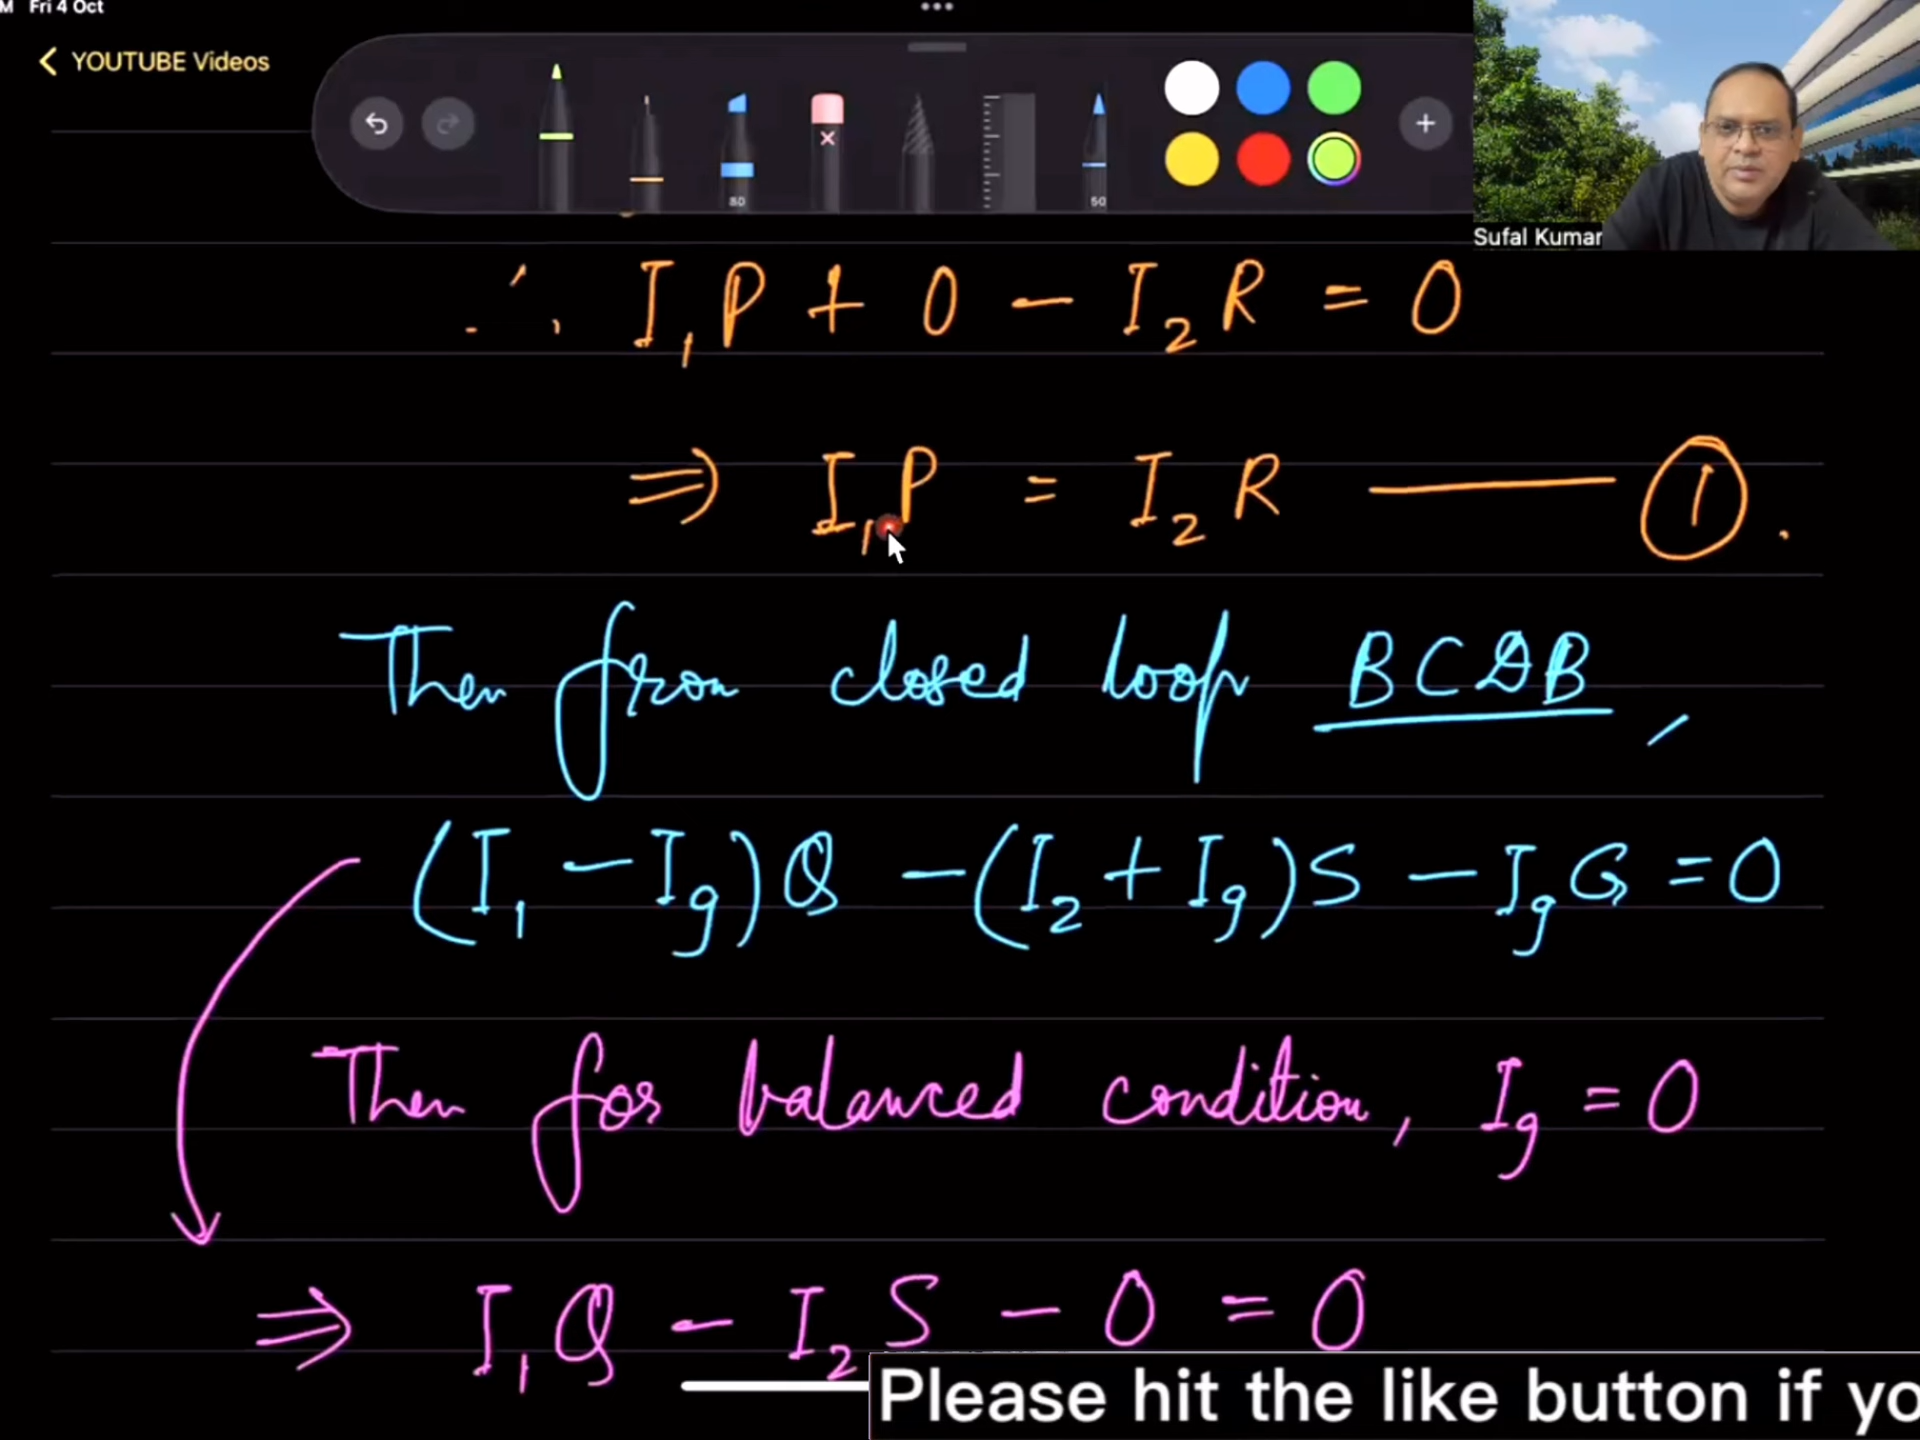 M Fri 4 Oct
YOUTUBE Videos
80
50
Sufal Kumar
∴ I₁P + 0 − I₂R = 0
⇒ I₁P = I₂R —— ①.
Then from closed loop BCDB,
(I₁ − Ig)Q − (I₂ + Ig)S − IgG = 0
Then for balanced condition, Ig = 0
⇒ I₁Q − I₂S − 0 = 0
Please hit the like button if yo